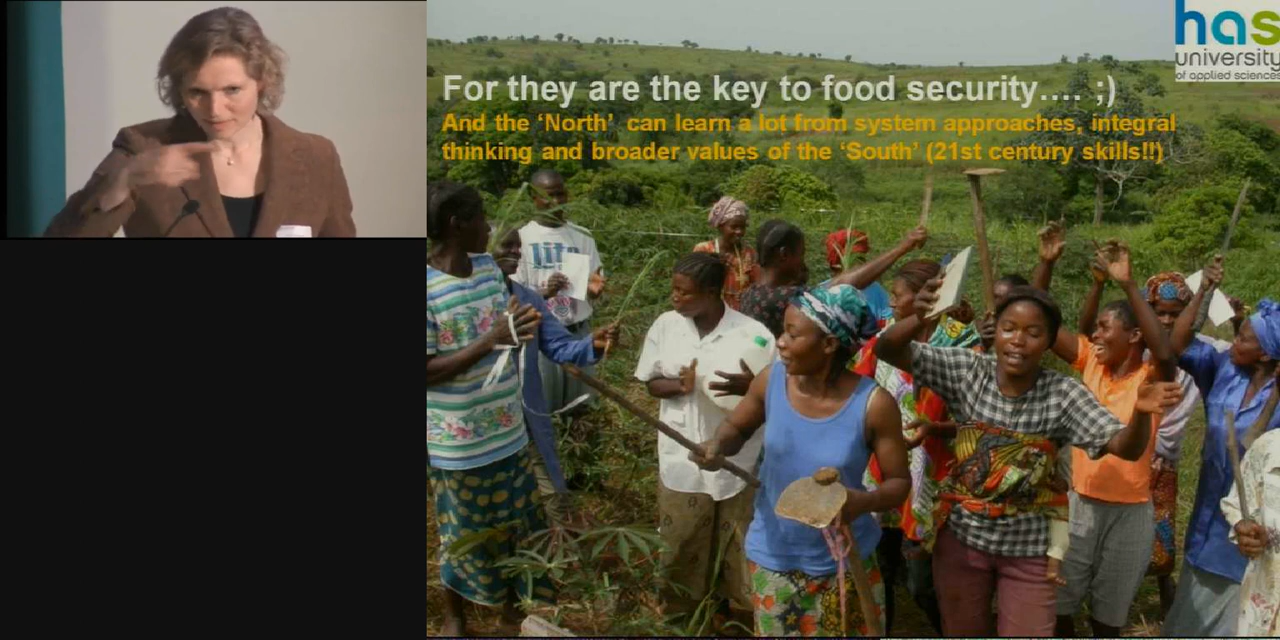 has
university
of applied sciences
For they are the key to food security.... ;)
And the ‘North’ can learn a lot from system approaches, integral
thinking and broader values of the ‘South’ (21st century skills!!)
lite